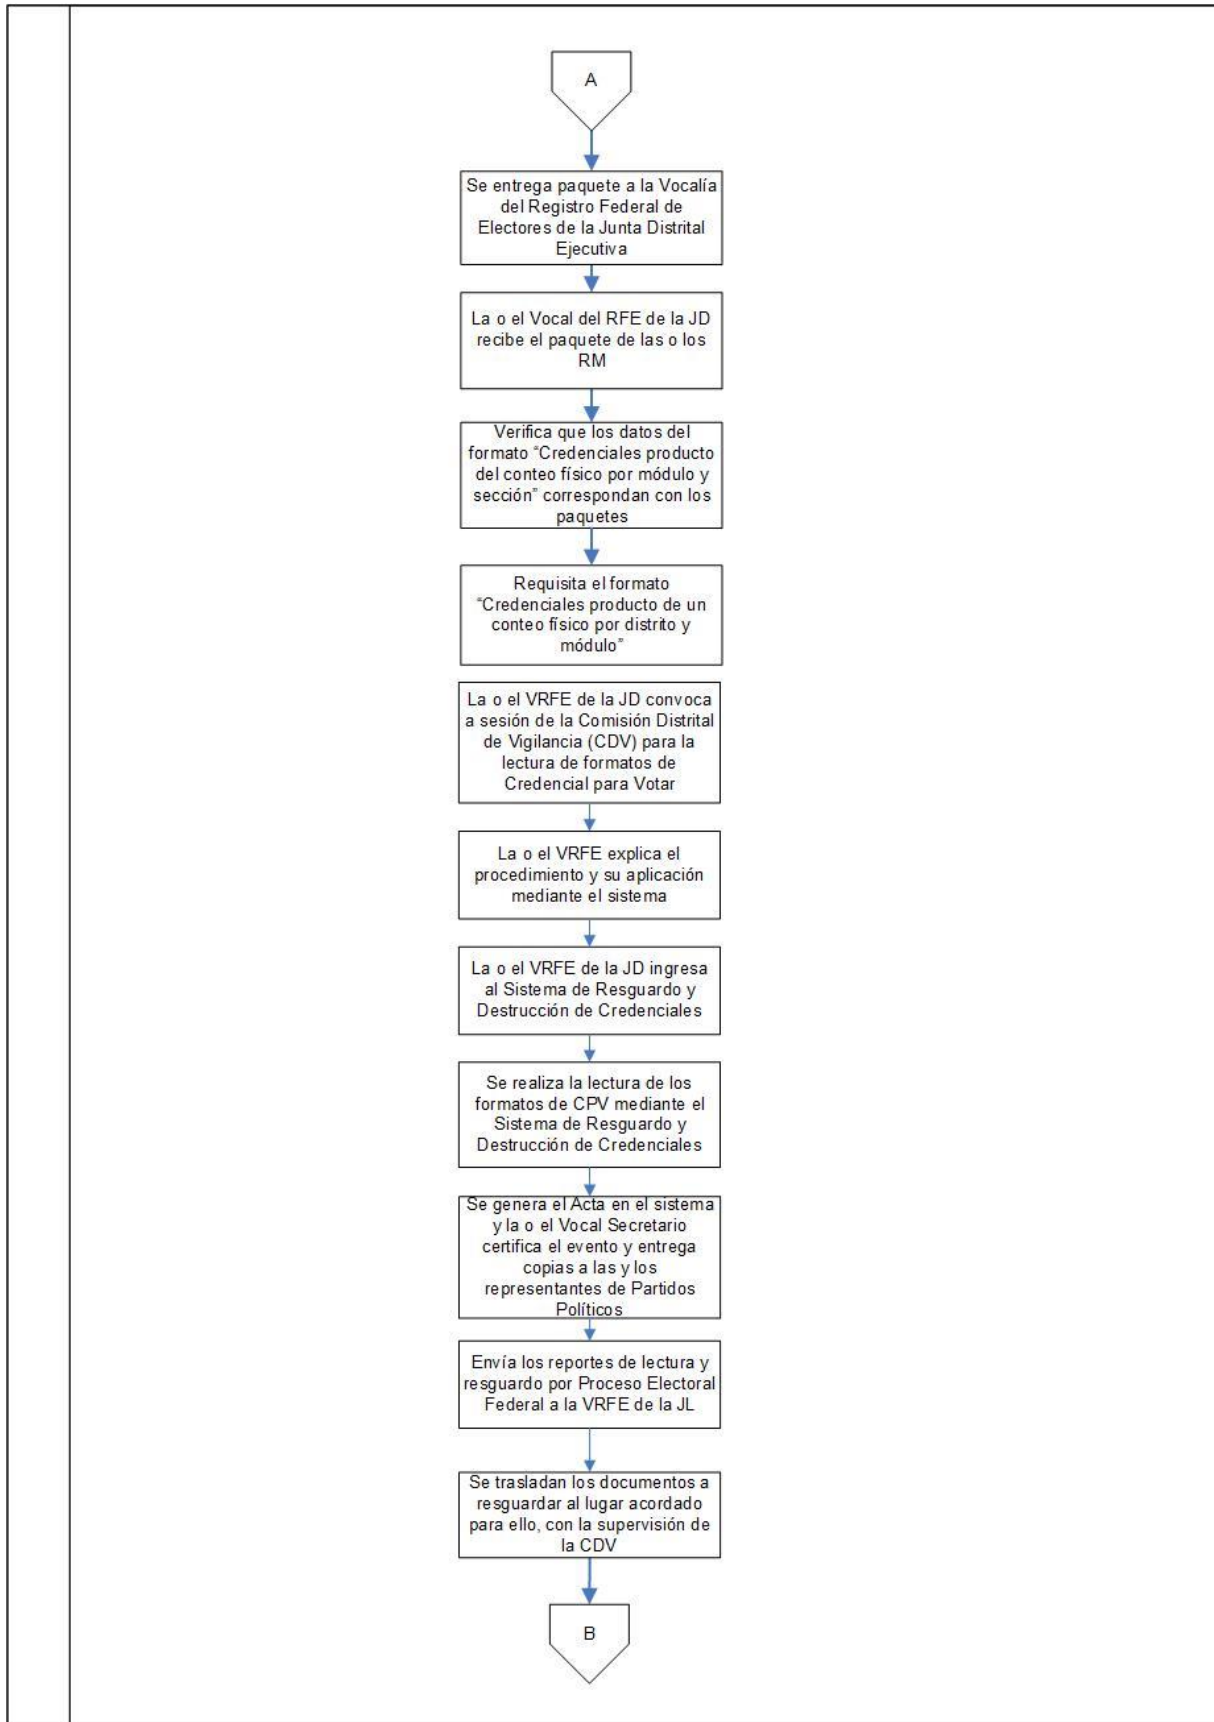 A
Se entrega paquete a la Vocalía
del Registro Federal de
Electores de la Junta Distrital
Ejecutiva
La o el Vocal del RFE de la JD
recibe el paquete de las o los
RM
Verifica que los datos del
formato “Credenciales producto
del conteo físico por módulo y
sección” correspondan con los
paquetes
Requisita el formato
“Credenciales producto de un
conteo físico por distrito y
módulo”
La o el VRFE de la JD convoca
a sesión de la Comisión Distrital
de Vigilancia (CDV) para la
lectura de formatos de
Credencial para Votar
La o el VRFE explica el
procedimiento y su aplicación
mediante el sistema
La o el VRFE de la JD ingresa
al Sistema de Resguardo y
Destrucción de Credenciales
Se realiza la lectura de los
formatos de CPV mediante el
Sistema de Resguardo y
Destrucción de Credenciales
Se genera el Acta en el sistema
y la o el Vocal Secretario
certifica el evento y entrega
copias a las y los
representantes de Partidos
Políticos
Envía los reportes de lectura y
resguardo por Proceso Electoral
Federal a la VRFE de la JL
Se trasladan los documentos a
resguardar al lugar acordado
para ello, con la supervisión de
la CDV
B